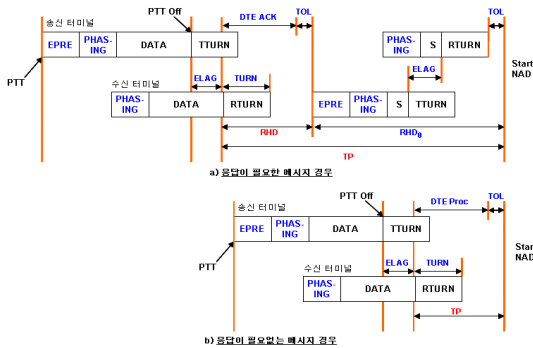 PTT Off
DTE ACK
TOL
TOL
송신 터미널
EPRE
PHAS-
ING
DATA
TTURN
PHAS-
ING
S
RTURN
Start
NAD
PTT
수신 터미널
ELAG
TURN
ELAG
PHAS-
ING
DATA
RTURN
EPRE
PHAS-
ING
S
TTURN
RHD
RHD₀
TP
a) 응답이 필요한 메시지 경우
PTT Off
DTE Proc
TOL
송신 터미널
EPRE
PHAS-
ING
DATA
TTURN
Start
NAD
PTT
수신 터미널
ELAG
TURN
PHAS-
ING
DATA
RTURN
TP
b) 응답이 필요없는 메시지 경우